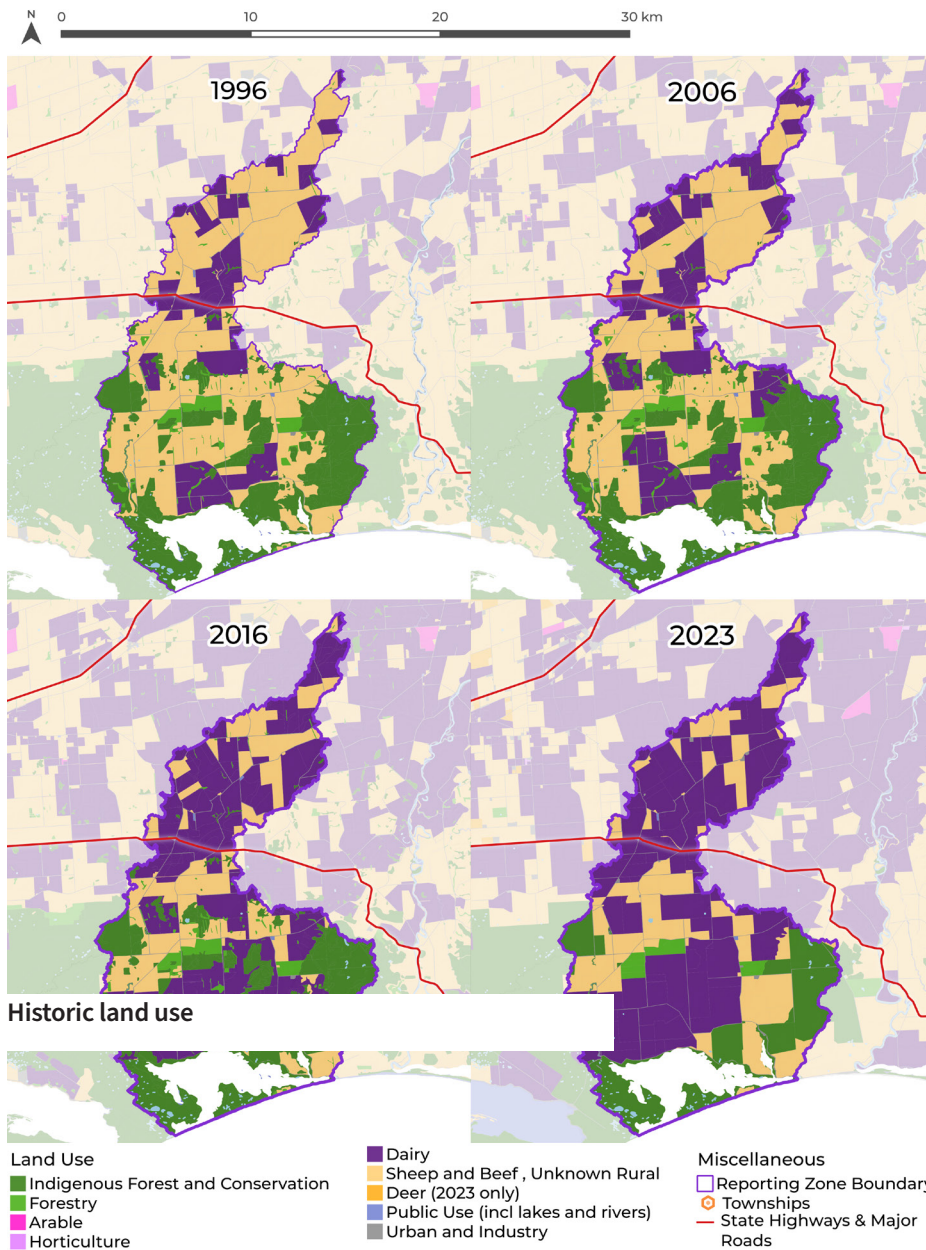 N
0 10 20 30 km
1996
2006
2016
2023
Historic land use
Land Use
Indigenous Forest and Conservation
Forestry
Arable
Horticulture
Dairy
Sheep and Beef , Unknown Rural
Deer (2023 only)
Public Use (incl lakes and rivers)
Urban and Industry
Miscellaneous
Reporting Zone Boundary
Townships
State Highways & Major
Roads